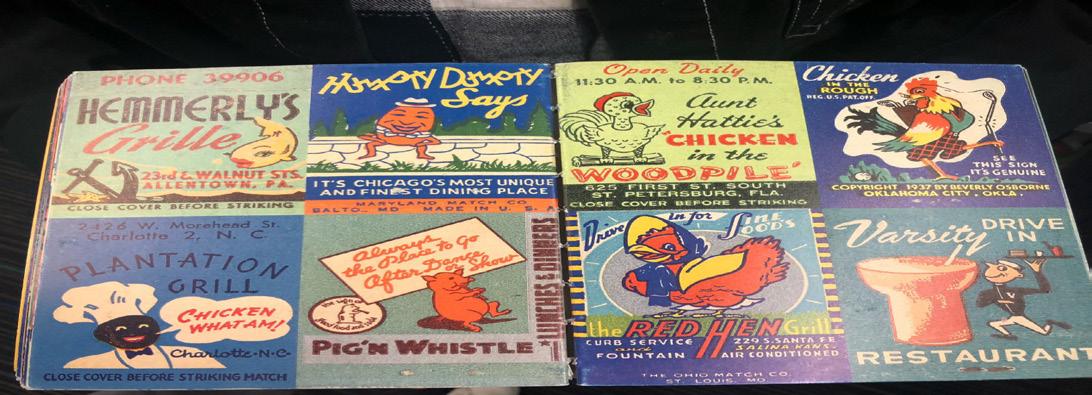 PHONE 39906
HEMMERLY'S
Grille
23rd & WALNUT STS.
ALLENTOWN, PA.
CLOSE COVER BEFORE STRIKING
Humpty Dumpty
Says
IT'S CHICAGO'S MOST UNIQUE
AND FINEST DINING PLACE
MARYLAND MATCH CO.
BALTO., MD MADE IN U. S. A.
Open Daily
11:30 A.M. to 8:30 P.M.
Aunt
Hattie's
"CHICKEN
in the
WOODPILE"
625 FIRST ST. SOUTH
ST. PETERSBURG, FLA.
CLOSE COVER BEFORE STRIKING
Chicken
IN THE
ROUGH
REG. U.S. PAT. OFF.
SEE
THIS SIGN
IT'S GENUINE
COPYRIGHT 1937 BY BEVERLY OSBORNE
OKLAHOMA CITY, OKLA.
2426 W. Morehead St.
Charlotte 2, N. C.
PLANTATION
GRILL
CHICKEN
WHAT AM!
Charlotte-N-C-
CLOSE COVER BEFORE STRIKING MATCH
Always
the Place to Go
After Dance
Show
PIG'N WHISTLE
LUNCHES & DINNERS
Drive in for FINE
FOODS
the RED HEN Grill
CURB SERVICE
and
FOUNTAIN
229 S. SANTA FE
SALINA KANS.
AIR CONDITIONED
THE OHIO MATCH CO.
ST. LOUIS, MO.
Varsity DRIVE
IN
RESTAURANT